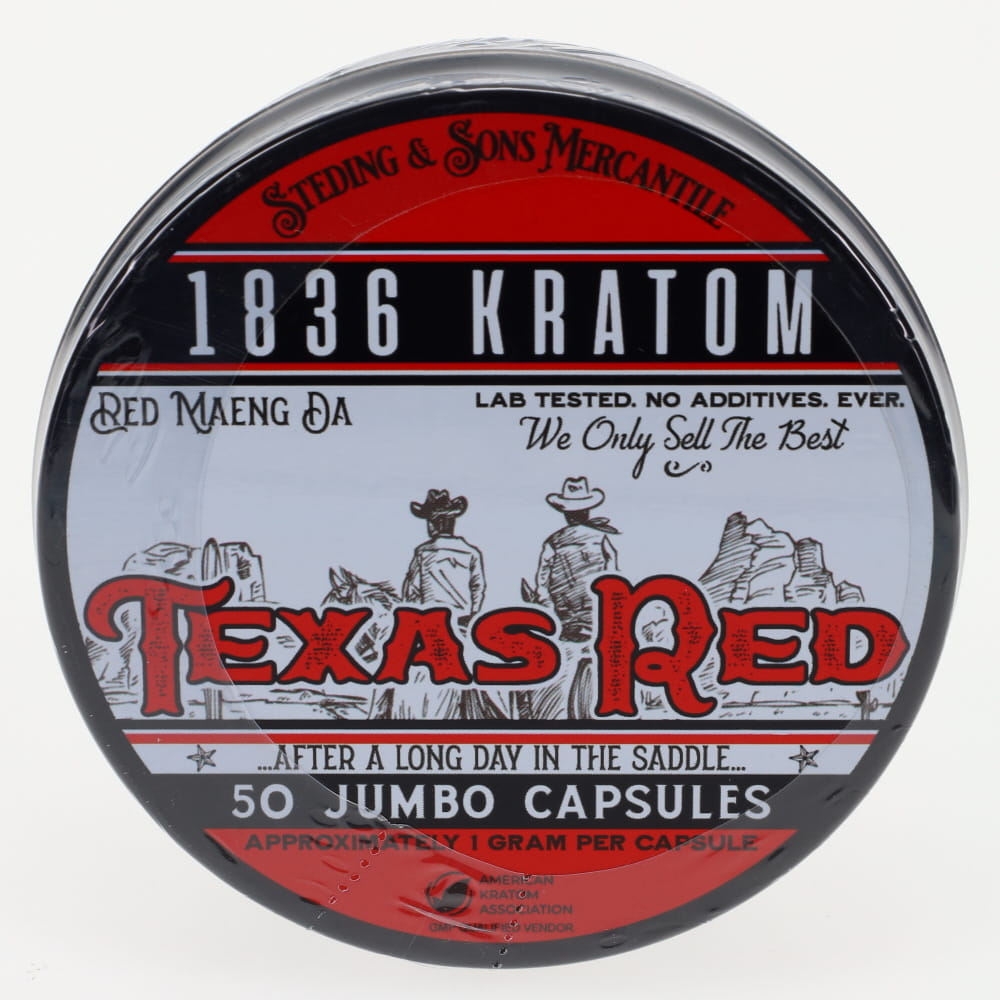 STEDING & SONS MERCANTILE
1836 KRATOM
RED MAENG DA
LAB TESTED. NO ADDITIVES. EVER.
We Only Sell The Best
TEXAS RED
...AFTER A LONG DAY IN THE SADDLE...
50 JUMBO CAPSULES
APPROXIMATELY 1 GRAM PER CAPSULE
AMERICAN
KRATOM
ASSOCIATION
GMP QUALIFIED VENDOR